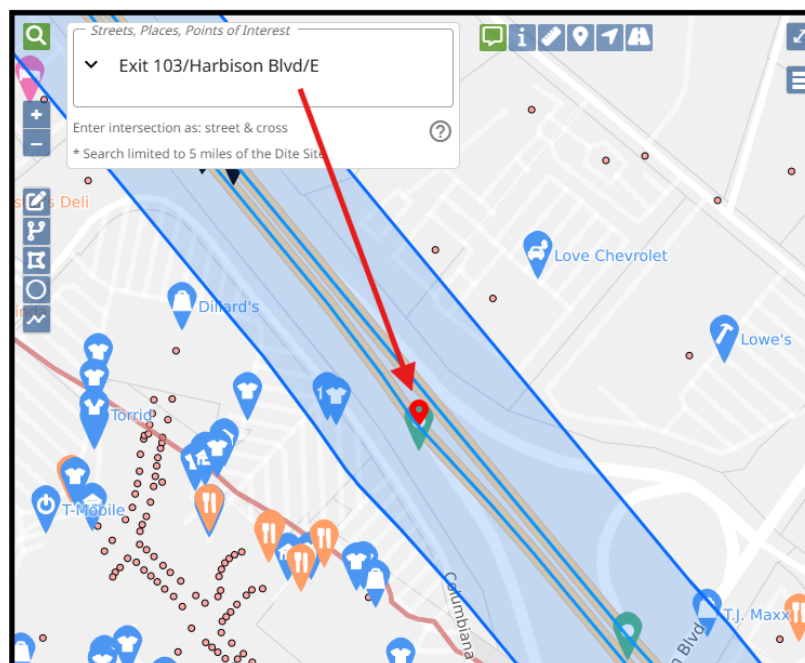 Streets, Places, Points of Interest
Exit 103/Harbison Blvd/E
Enter intersection as: street & cross
* Search limited to 5 miles of the Dite Site
s Deli
Love Chevrolet
Dillard's
Lowe's
Torrid
T-Mobile
Columbiana
T.J. Maxx
n Blvd